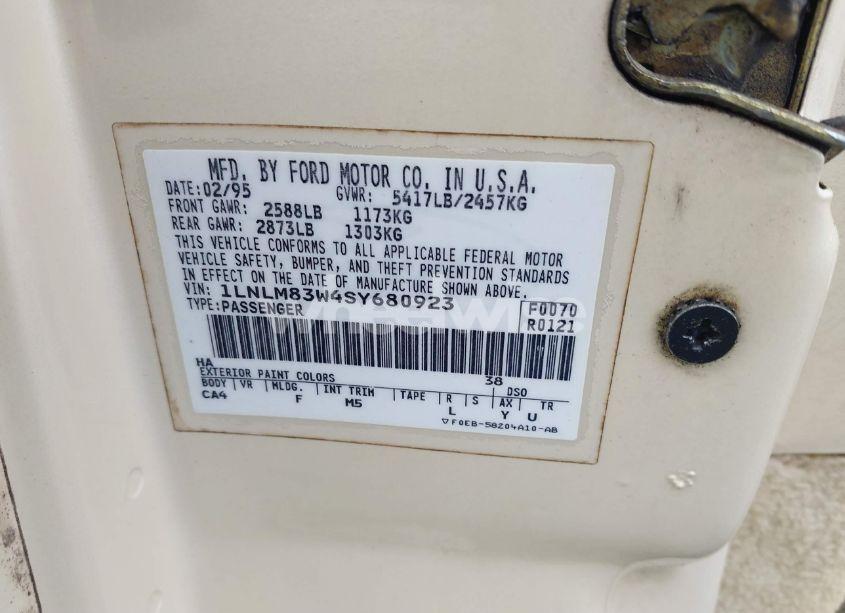 MFD. BY FORD MOTOR CO. IN U.S.A.
DATE: 02/95 GVWR: 5417LB/2457KG
FRONT GAWR: 2588LB 1173KG
REAR GAWR: 2873LB 1303KG
THIS VEHICLE CONFORMS TO ALL APPLICABLE FEDERAL MOTOR
VEHICLE SAFETY, BUMPER, AND THEFT PREVENTION STANDARDS
IN EFFECT ON THE DATE OF MANUFACTURE SHOWN ABOVE.
VIN: 1LNLM83W4SY680923
TYPE: PASSENGER
F0070
R0121
HA 38
EXTERIOR PAINT COLORS DSO
BODY VR MLDG. INT TRIM TAPE R S AX TR
CA4 F M5 L Y U
▽ F0EB-58204A10-AB